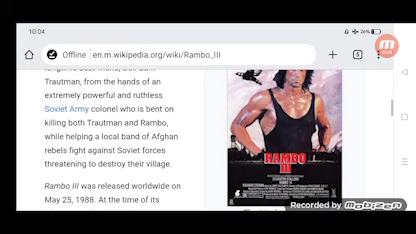 10:04
26%
Offline en.m.wikipedia.org/wiki/Rambo_III
5
Trautman, from the hands of an
extremely powerful and ruthless
Soviet Army colonel who is bent on
killing both Trautman and Rambo,
while helping a local band of Afghan
rebels fight against Soviet forces
threatening to destroy their village.
Rambo III was released worldwide on
May 25, 1988. At the time of its
RAMBO
III
Recorded by mobizen